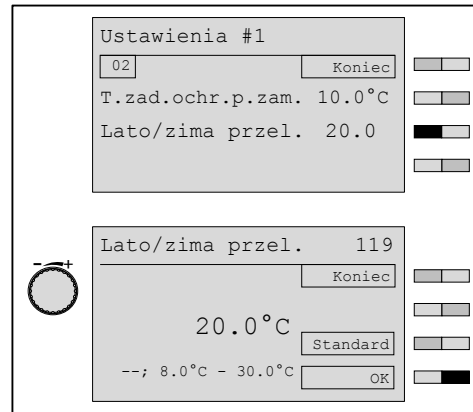 Ustawienia #1
02 Koniec
T.zad.ochr.p.zam. 10.0°C
Lato/zima przel. 20.0
Lato/zima przel. 119
- +
Koniec
20.0°C
Standard
--; 8.0°C - 30.0°C OK